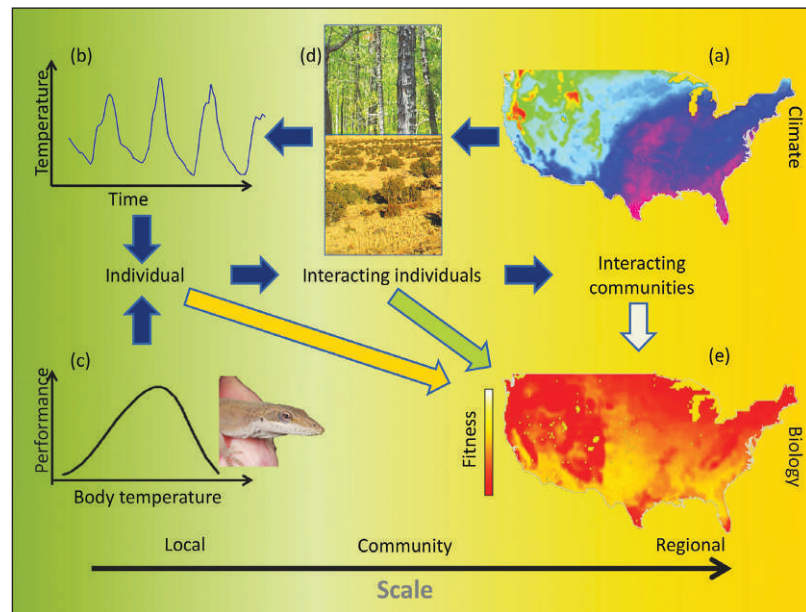 (b)
(d)
(a)
Temperature
Time
Climate
Individual
Interacting individuals
Interacting
communities
(c)
(e)
Performance
Body temperature
Fitness
Biology
Local
Community
Regional
Scale